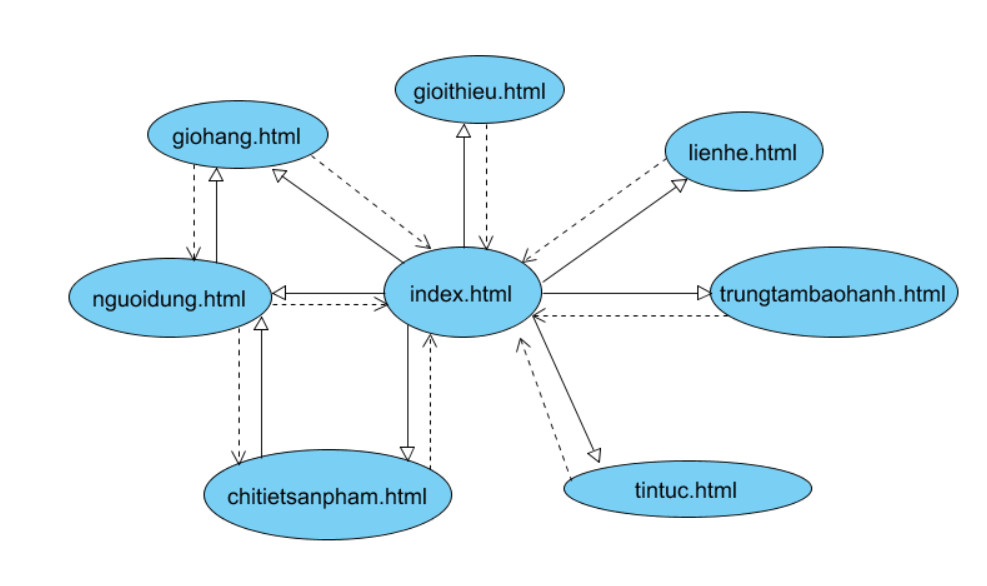 gioithieu.html
giohang.html
lienhe.html
nguoidung.html
index.html
trungtambaohanh.html
chitietsanpham.html
tintuc.html